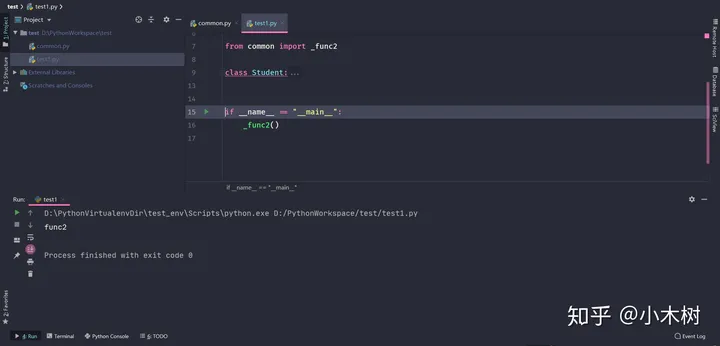 test test1.py
Project
common.py
test1.py
test D:\PythonWorkspace\test
common.py
test1.py
External Libraries
Scratches and Consoles
1: Project
7: Structure
2: Favorites
Remote Host
Database
SciView
6
7 from common import _func2
8
9 class Student:...
13
14
15 if __name__ == "__main__":
16 _func2()
17
if __name__ == "__main__"
Run: test1
D:\PythonVirtualenvDir\test_env\Scripts\python.exe D:/PythonWorkspace/test/test1.py
func2
Process finished with exit code 0
知乎 @小木树
4: Run Terminal Python Console 6: TODO
Event Log